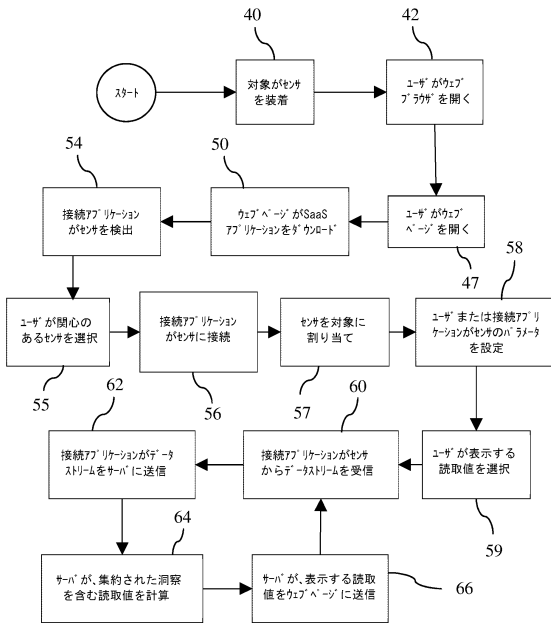 40
42
スタート
対象がセンサ
を装着
ユーザがウェブ
ブラウザを開く
54
50
接続アプリケーション
がセンサを検出
ウェブページがSaaS
アプリケーションをダウンロード
ユーザがウェブ
ページを開く
47
58
ユーザが関心の
あるセンサを選択
接続アプリケーション
がセンサに接続
センサを対象に
割り当て
ユーザまたは接続アプリ
ケーションがセンサのパラメータ
を設定
55
56
57
62
60
接続アプリケーションがデータ
ストリームをサーバに送信
接続アプリケーションがセンサ
からデータストリームを受信
ユーザが表示する
読取値を選択
59
64
サーバが、集約された洞察
を含む読取値を計算
サーバが、表示する読取
値をウェブページに送信
66